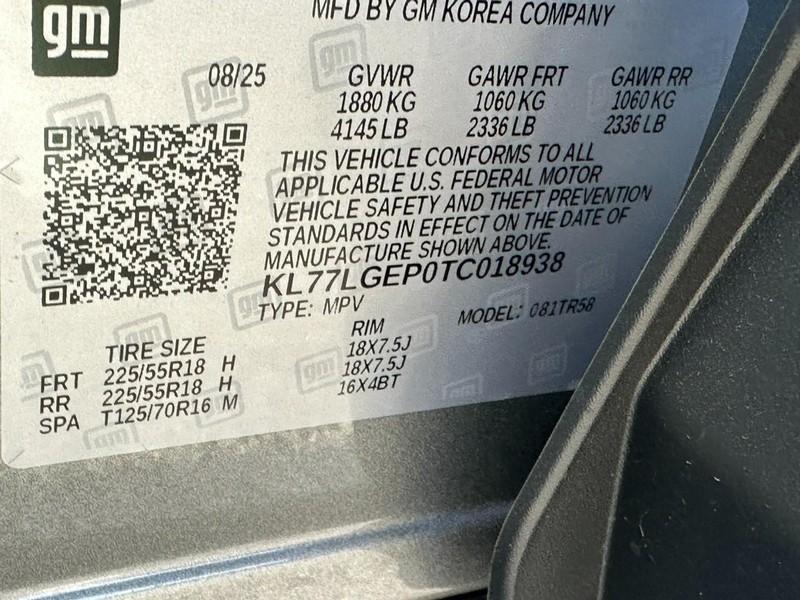 gm
MFD BY GM KOREA COMPANY
08/25 GVWR GAWR FRT GAWR RR
1880 KG 1060 KG 1060 KG
4145 LB 2336 LB 2336 LB
THIS VEHICLE CONFORMS TO ALL
APPLICABLE U.S. FEDERAL MOTOR
VEHICLE SAFETY AND THEFT PREVENTION
STANDARDS IN EFFECT ON THE DATE OF
MANUFACTURE SHOWN ABOVE.
KL77LGEP0TC018938
TYPE: MPV MODEL: 081TR58
TIRE SIZE RIM
FRT 225/55R18 H 18X7.5J
RR 225/55R18 H 18X7.5J
SPA T125/70R16 M 16X4BT